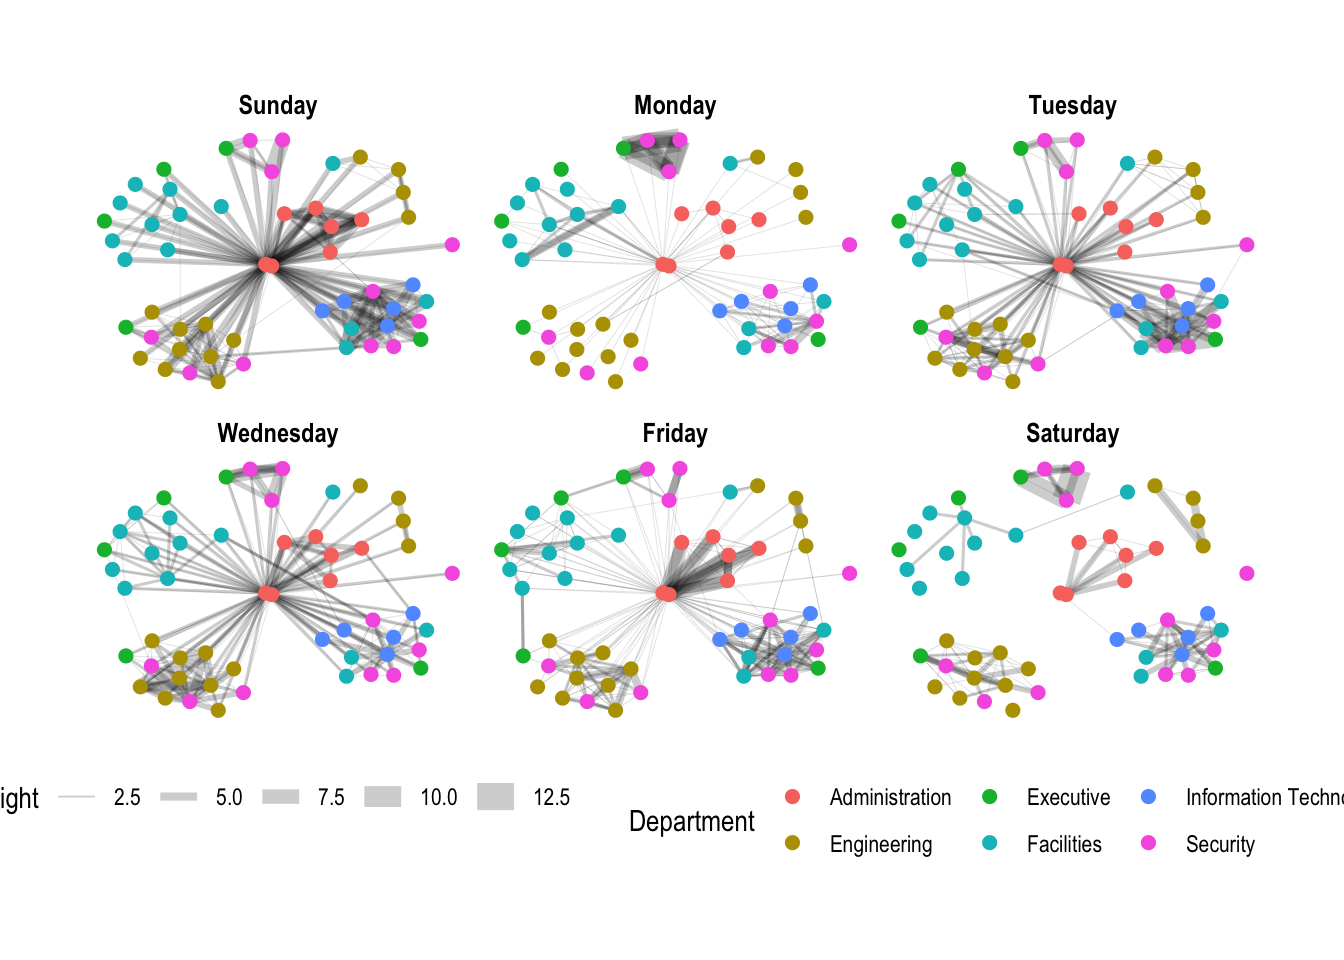 Sunday
Monday
Tuesday
Wednesday
Friday
Saturday
ight
2.5
5.0
7.5
10.0
12.5
Department
Administration
Executive
Information Techno
Engineering
Facilities
Security